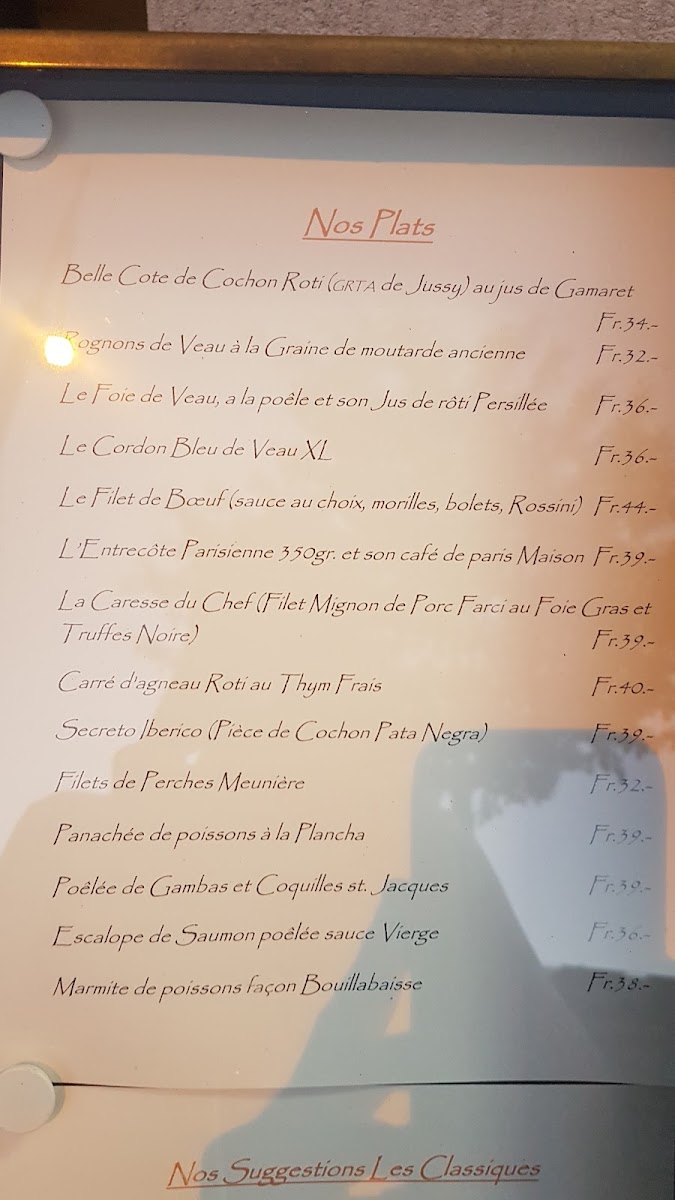 Nos Plats
Belle Cote de Cochon Roti (GRTA de Jussy) au jus de Gamaret
Fr.34.-
Rognons de Veau à la Graine de moutarde ancienne Fr.32.-
Le Foie de Veau, a la poêle et son Jus de rôti Persillée Fr.36.-
Le Cordon Bleu de Veau XL Fr.36.-
Le Filet de Bœuf (sauce au choix, morilles, bolets, Rossini) Fr.44.-
L'Entrecôte Parisienne 350gr. et son café de paris Maison Fr.39.-
La Caresse du Chef (Filet Mignon de Porc Farci au Foie Gras et
Truffes Noire) Fr.39.-
Carré d'agneau Roti au Thym Frais Fr.40.-
Secreto Iberico (Pièce de Cochon Pata Negra) Fr.39.-
Filets de Perches Meunière Fr.32.-
Panachée de poissons à la Plancha Fr.39.-
Poêlée de Gambas et Coquilles st. Jacques Fr.39.-
Escalope de Saumon poêlée sauce Vierge Fr.36.-
Marmite de poissons façon Bouillabaisse Fr.38.-
Nos Suggestions Les Classiques